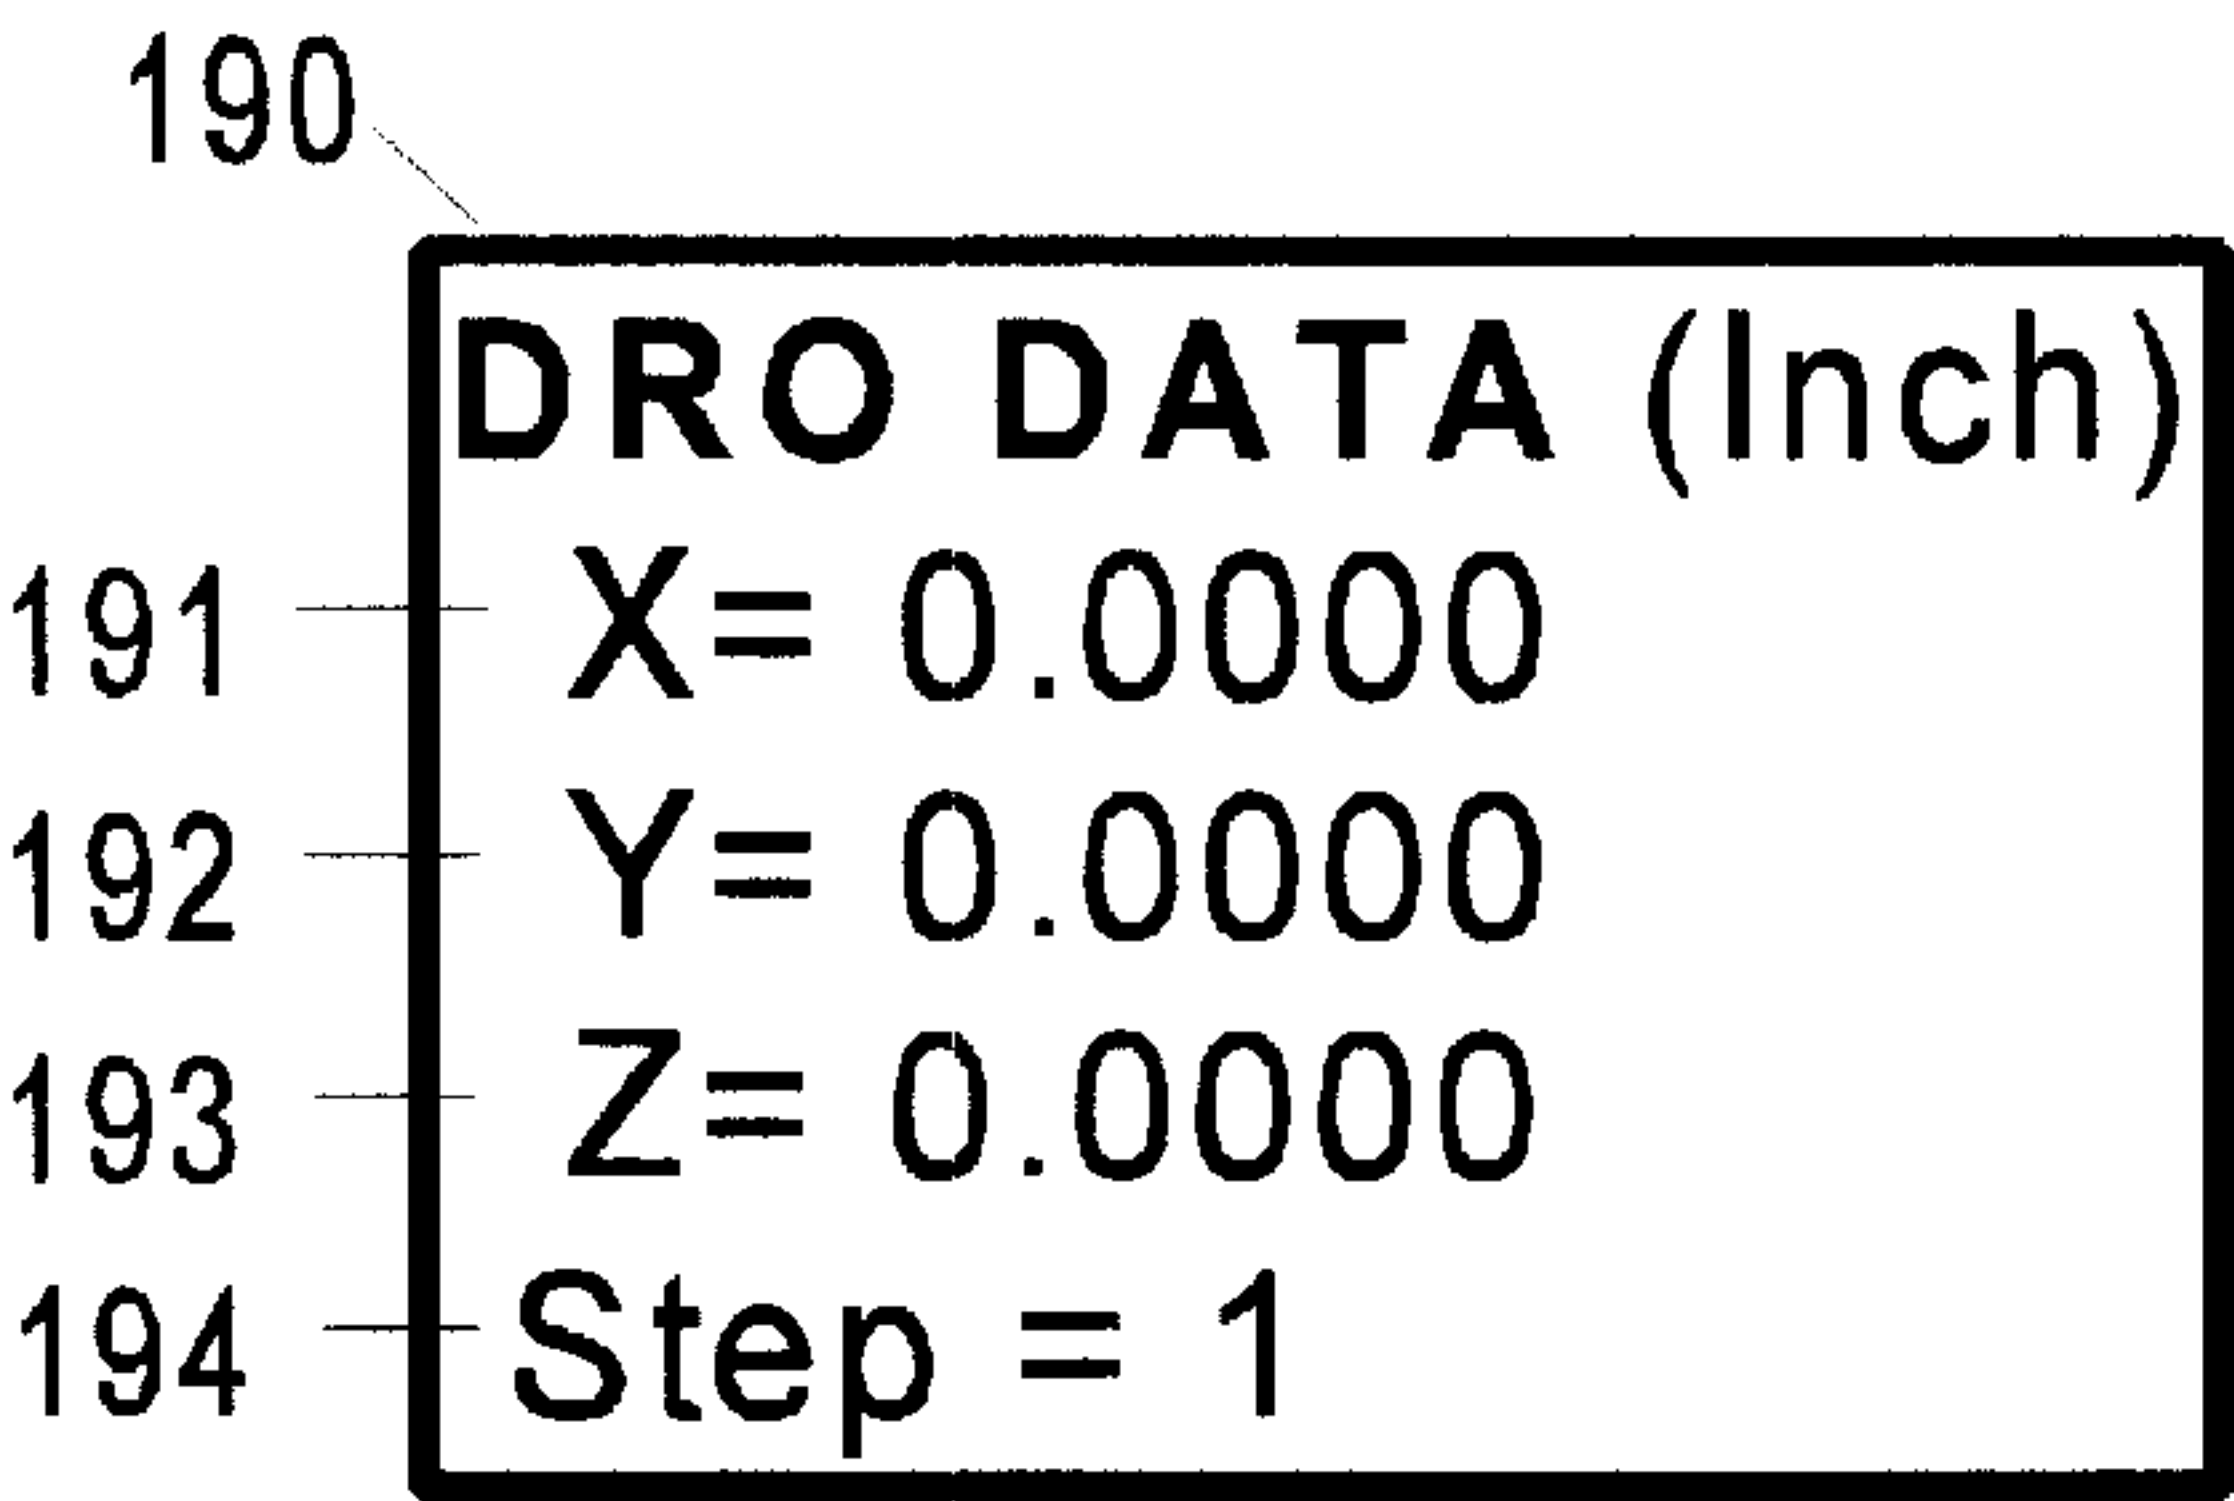 190
DRO DATA (Inch)
191 X= 0.0000
192 Y= 0.0000
193 Z= 0.0000
194 Step = 1